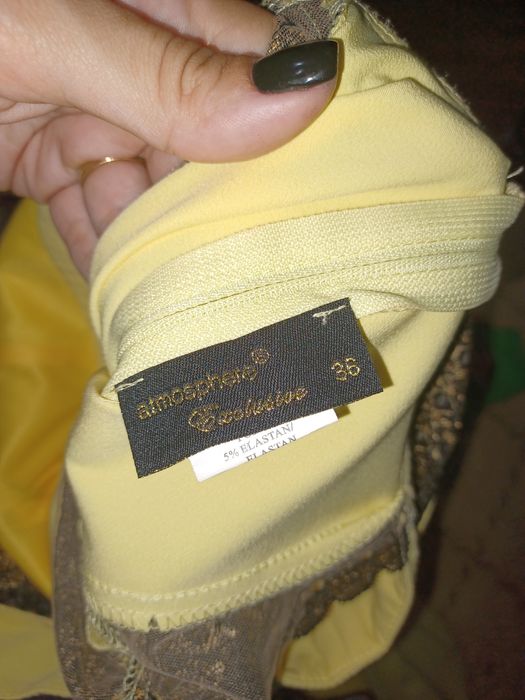 atmosphere®
Exclusive
36
5% ELASTAN/
ELASTAN